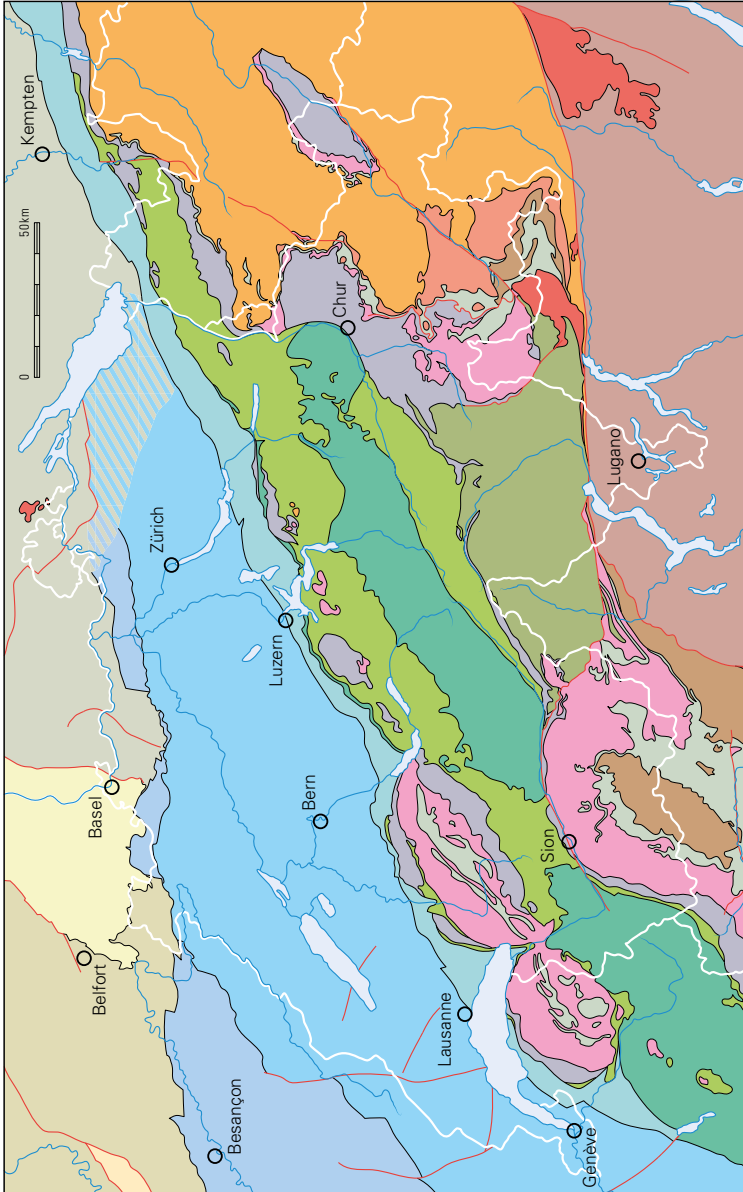 Kempten
50km
0
Chur
Zürich
Lugano
Luzern
Basel
Bern
Sion
Belfort
Lausanne
Besançon
Genève